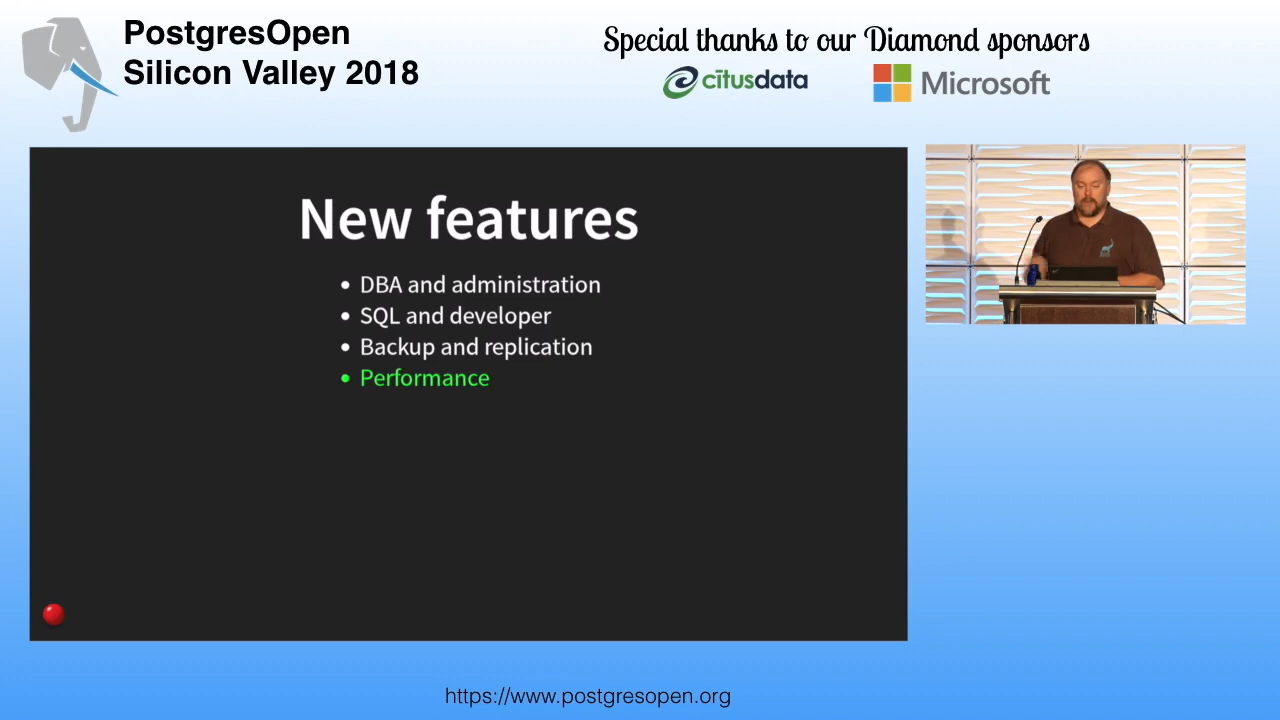 PostgresOpen
Silicon Valley 2018
Special thanks to our Diamond sponsors
citusdata
Microsoft
New features
DBA and administration
SQL and developer
Backup and replication
Performance
https://www.postgresopen.org